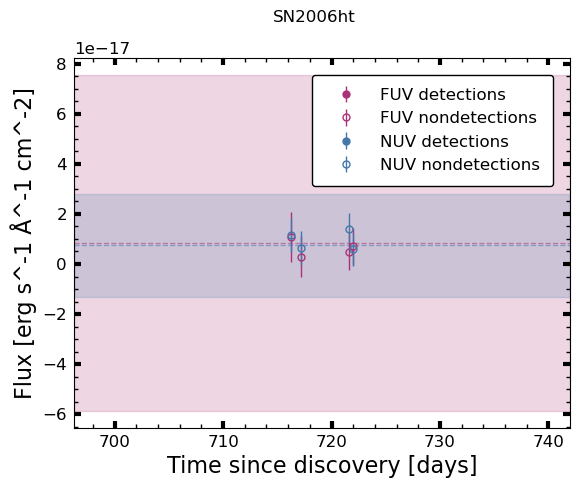 SN2006ht
1e−17
8
6
4
2
0
−2
−4
−6
Flux [erg s^-1 Å^-1 cm^-2]
FUV detections
FUV nondetections
NUV detections
NUV nondetections
700 710 720 730 740
Time since discovery [days]